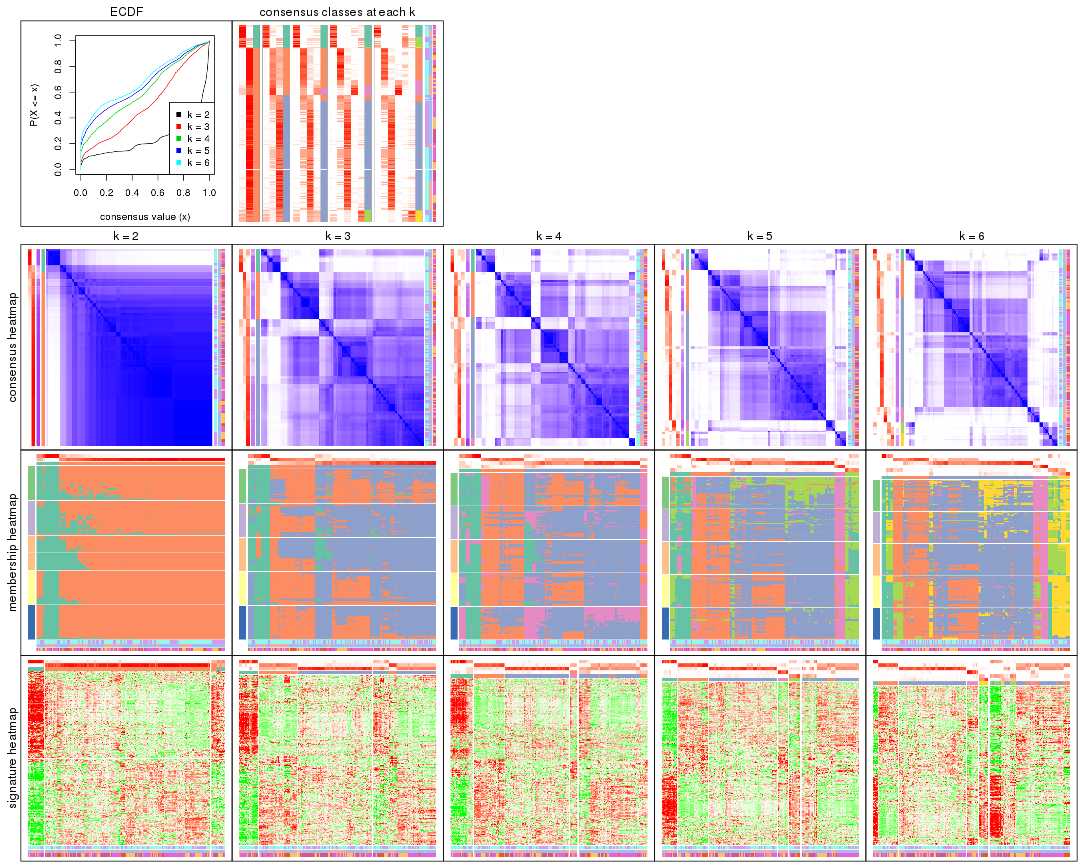 ECDF
consensus classes at each k
P(X <= x)
0.0 0.2 0.4 0.6 0.8 1.0
k = 2
k = 3
k = 4
k = 5
k = 6
0.0 0.2 0.4 0.6 0.8 1.0
consensus value (x)
k = 2
k = 3
k = 4
k = 5
k = 6
consensus heatmap
membership heatmap
signature heatmap